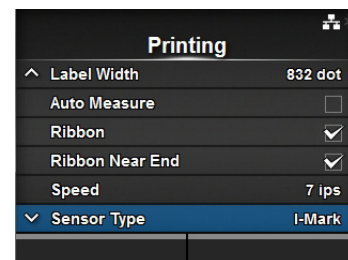 Printing
Label Width 832 dot
Auto Measure
Ribbon
Ribbon Near End
Speed 7 ips
Sensor Type I-Mark